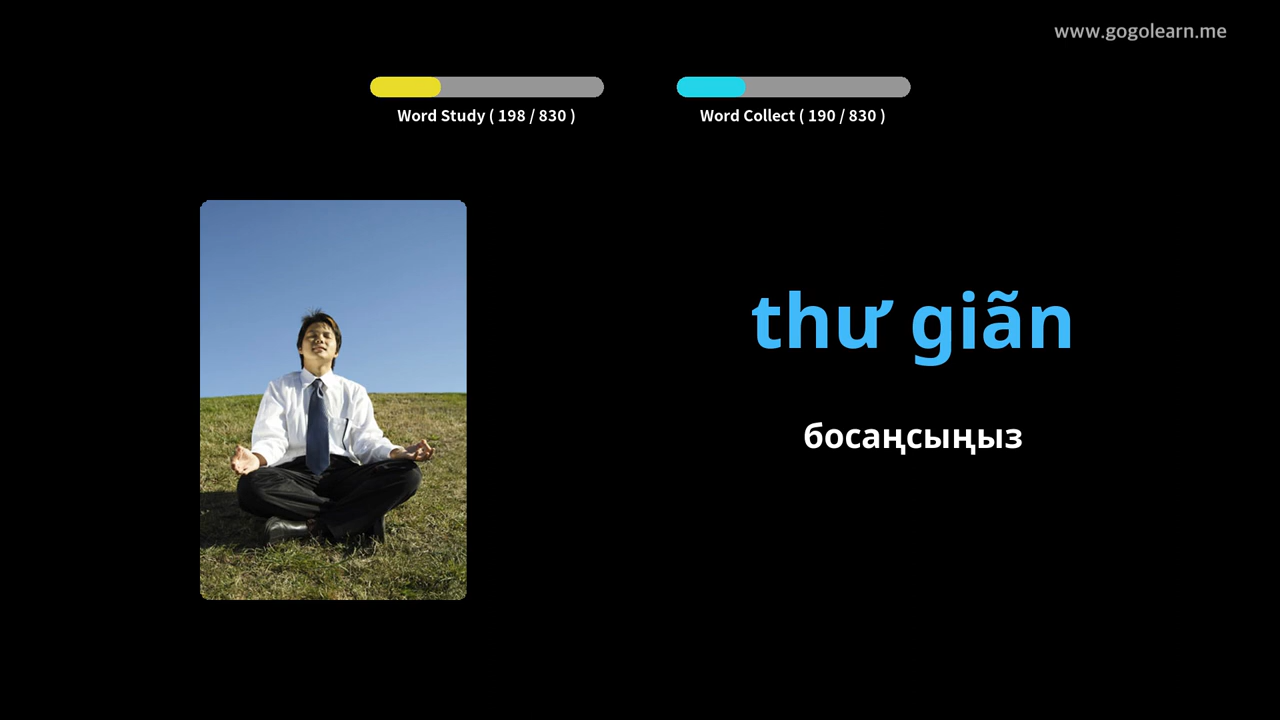 www.gogolearn.me
Word Study ( 198 / 830 )
Word Collect ( 190 / 830 )
thư giãn
босаңсыңыз